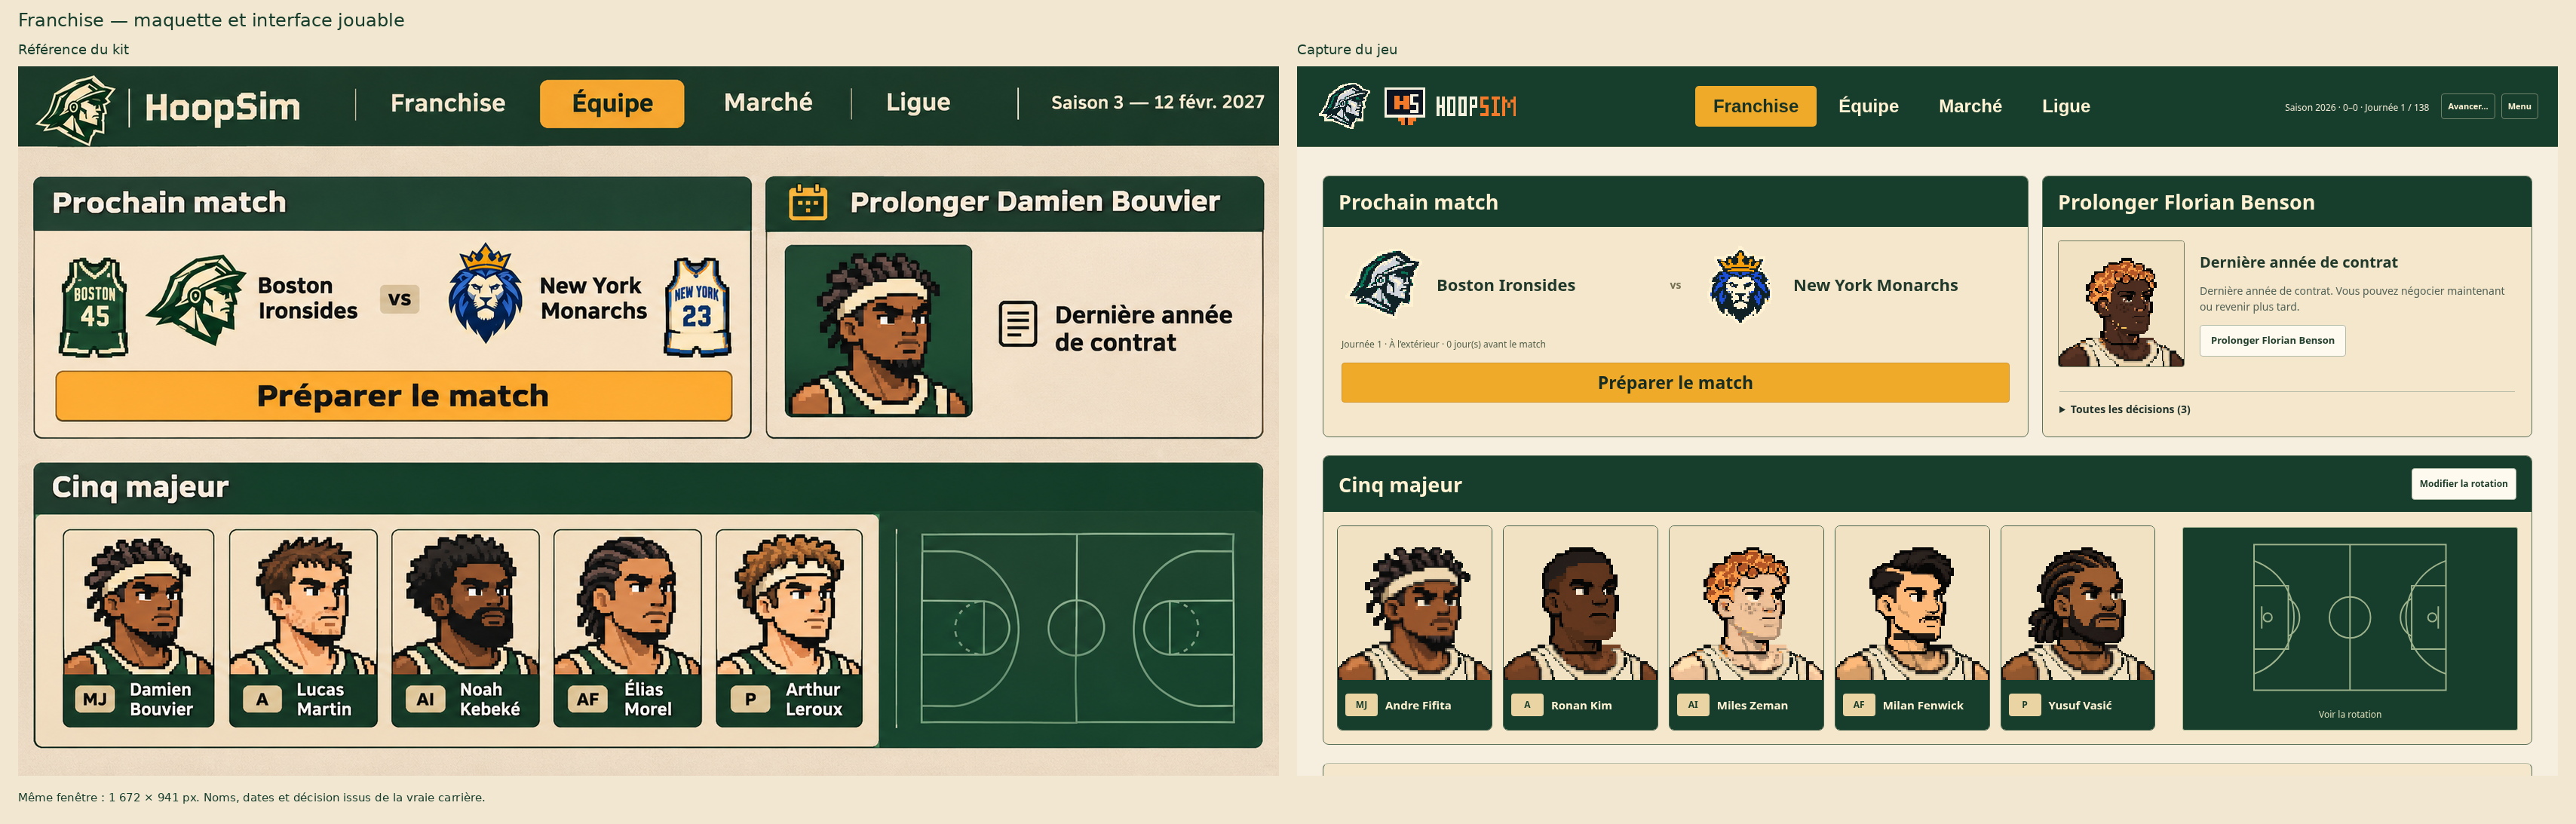 Franchise — maquette et interface jouable
Référence du kit
HoopSim
Franchise
Équipe
Marché
Ligue
Saison 3 — 12 févr. 2027
Prochain match
BOSTON
45
Boston
Ironsides
vs
New York
Monarchs
NEW YORK
23
Préparer le match
Prolonger Damien Bouvier
Dernière année
de contrat
Cinq majeur
MJ
Damien
Bouvier
A
Lucas
Martin
AI
Noah
Kebeké
AF
Élias
Morel
P
Arthur
Leroux
Capture du jeu
HS
HOOPSIM
Franchise
Équipe
Marché
Ligue
Saison 2026 · 0–0 · Journée 1 / 138
Avancer...
Menu
Prochain match
Boston Ironsides
vs
New York Monarchs
Journée 1 · À l'extérieur · 0 jour(s) avant le match
Préparer le match
Prolonger Florian Benson
Dernière année de contrat
Dernière année de contrat. Vous pouvez négocier maintenant
ou revenir plus tard.
Prolonger Florian Benson
Toutes les décisions (3)
Cinq majeur
Modifier la rotation
MJ
Andre Fifita
A
Ronan Kim
AI
Miles Zeman
AF
Milan Fenwick
P
Yusuf Vasić
Voir la rotation
Même fenêtre : 1 672 × 941 px. Noms, dates et décision issus de la vraie carrière.